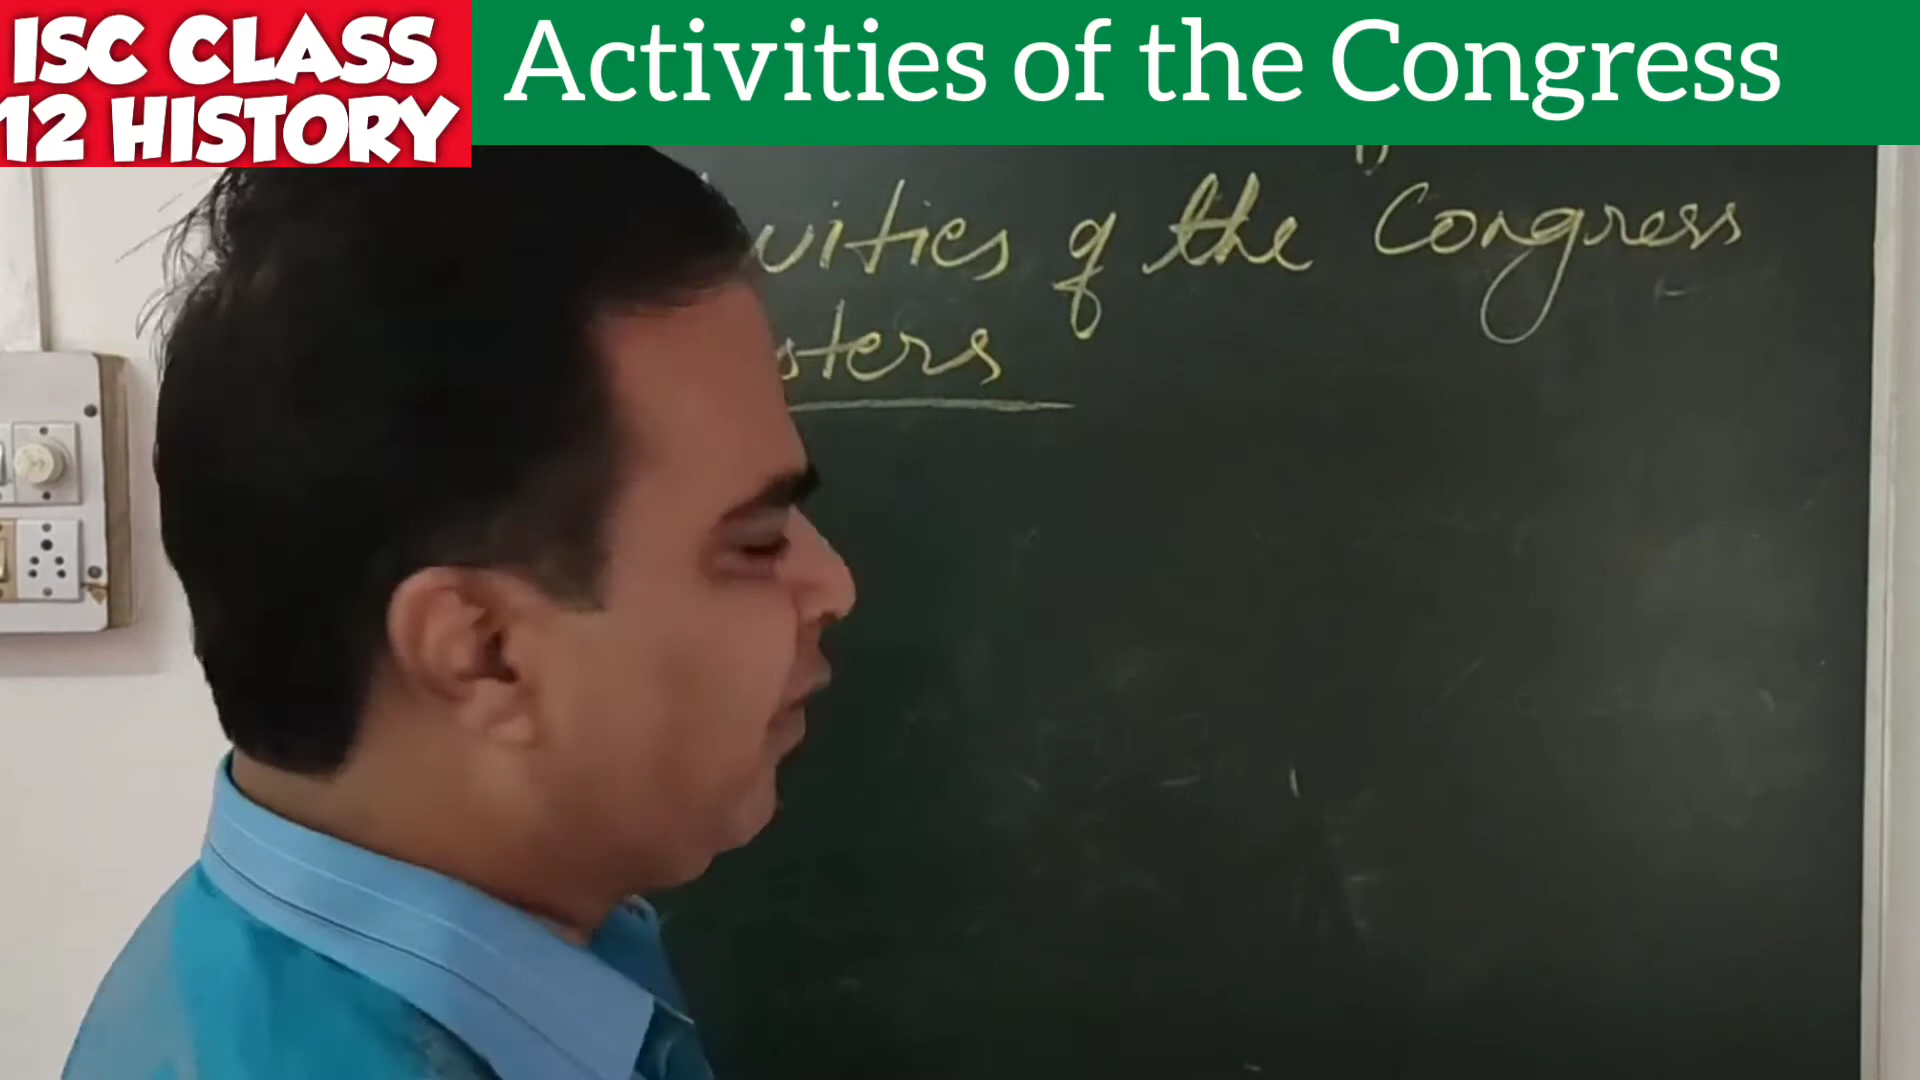 ISC CLASS
12 HISTORY
Activities of the Congress
vities of the Congress
sters